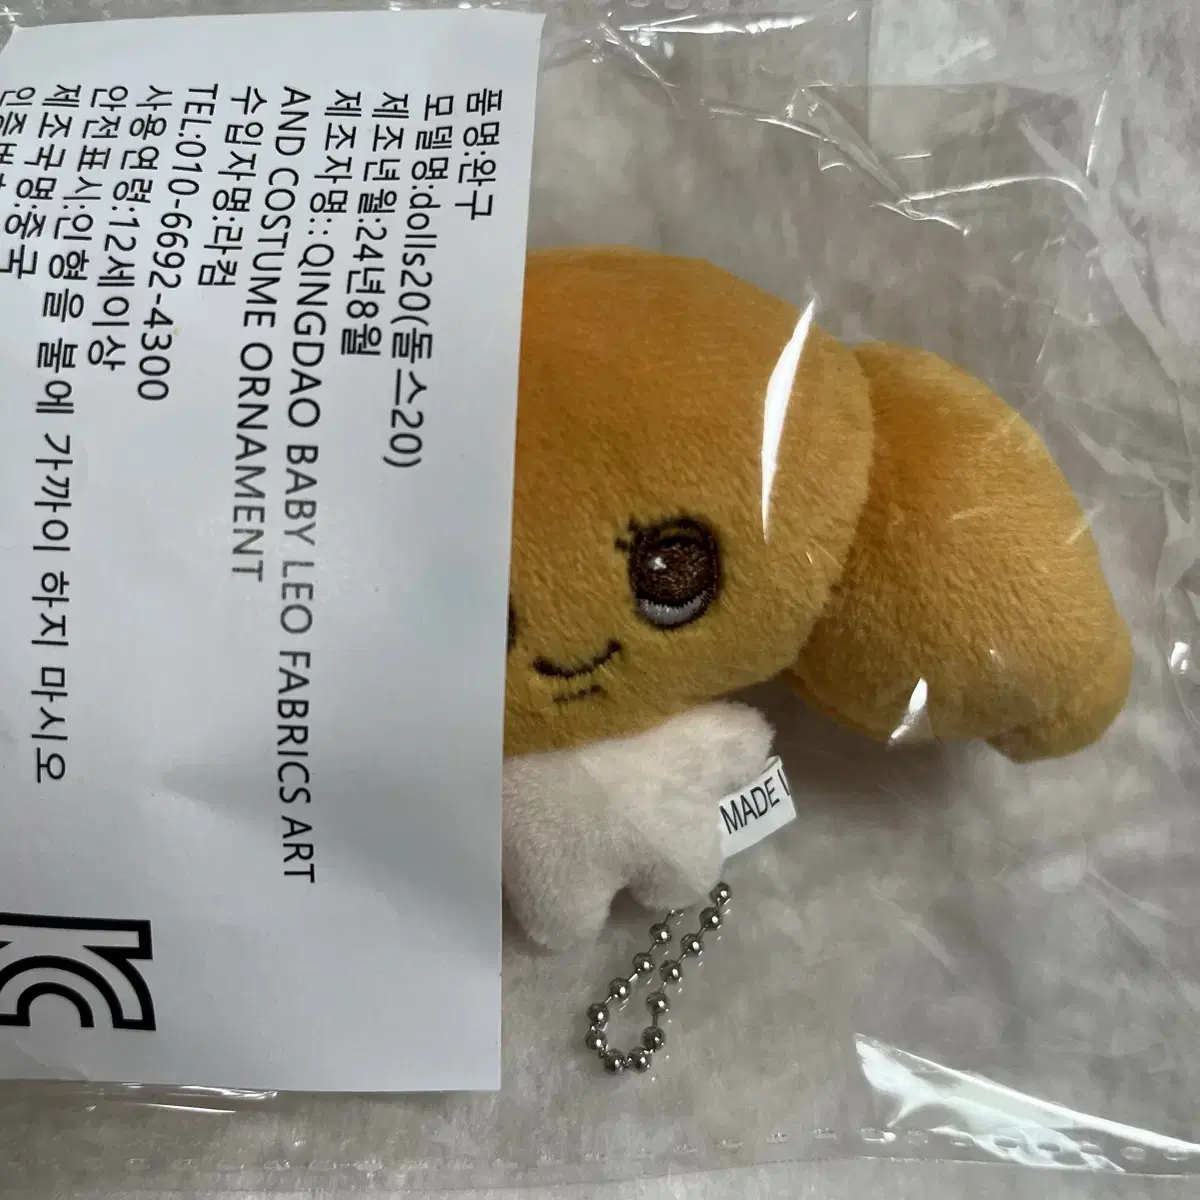 품명:완구
모델명:dolls20(돌스20)
제조년월:24년8월
제조자명::QINGDAO BABY LEO FABRICS ART
AND COSTUME ORNAMENT
수입자명:라컴
TEL:010-6692-4300
사용연령:12세이상
안전표시:인형을 불에 가까이 하지 마시오
제조국명:중국
KC
MADE